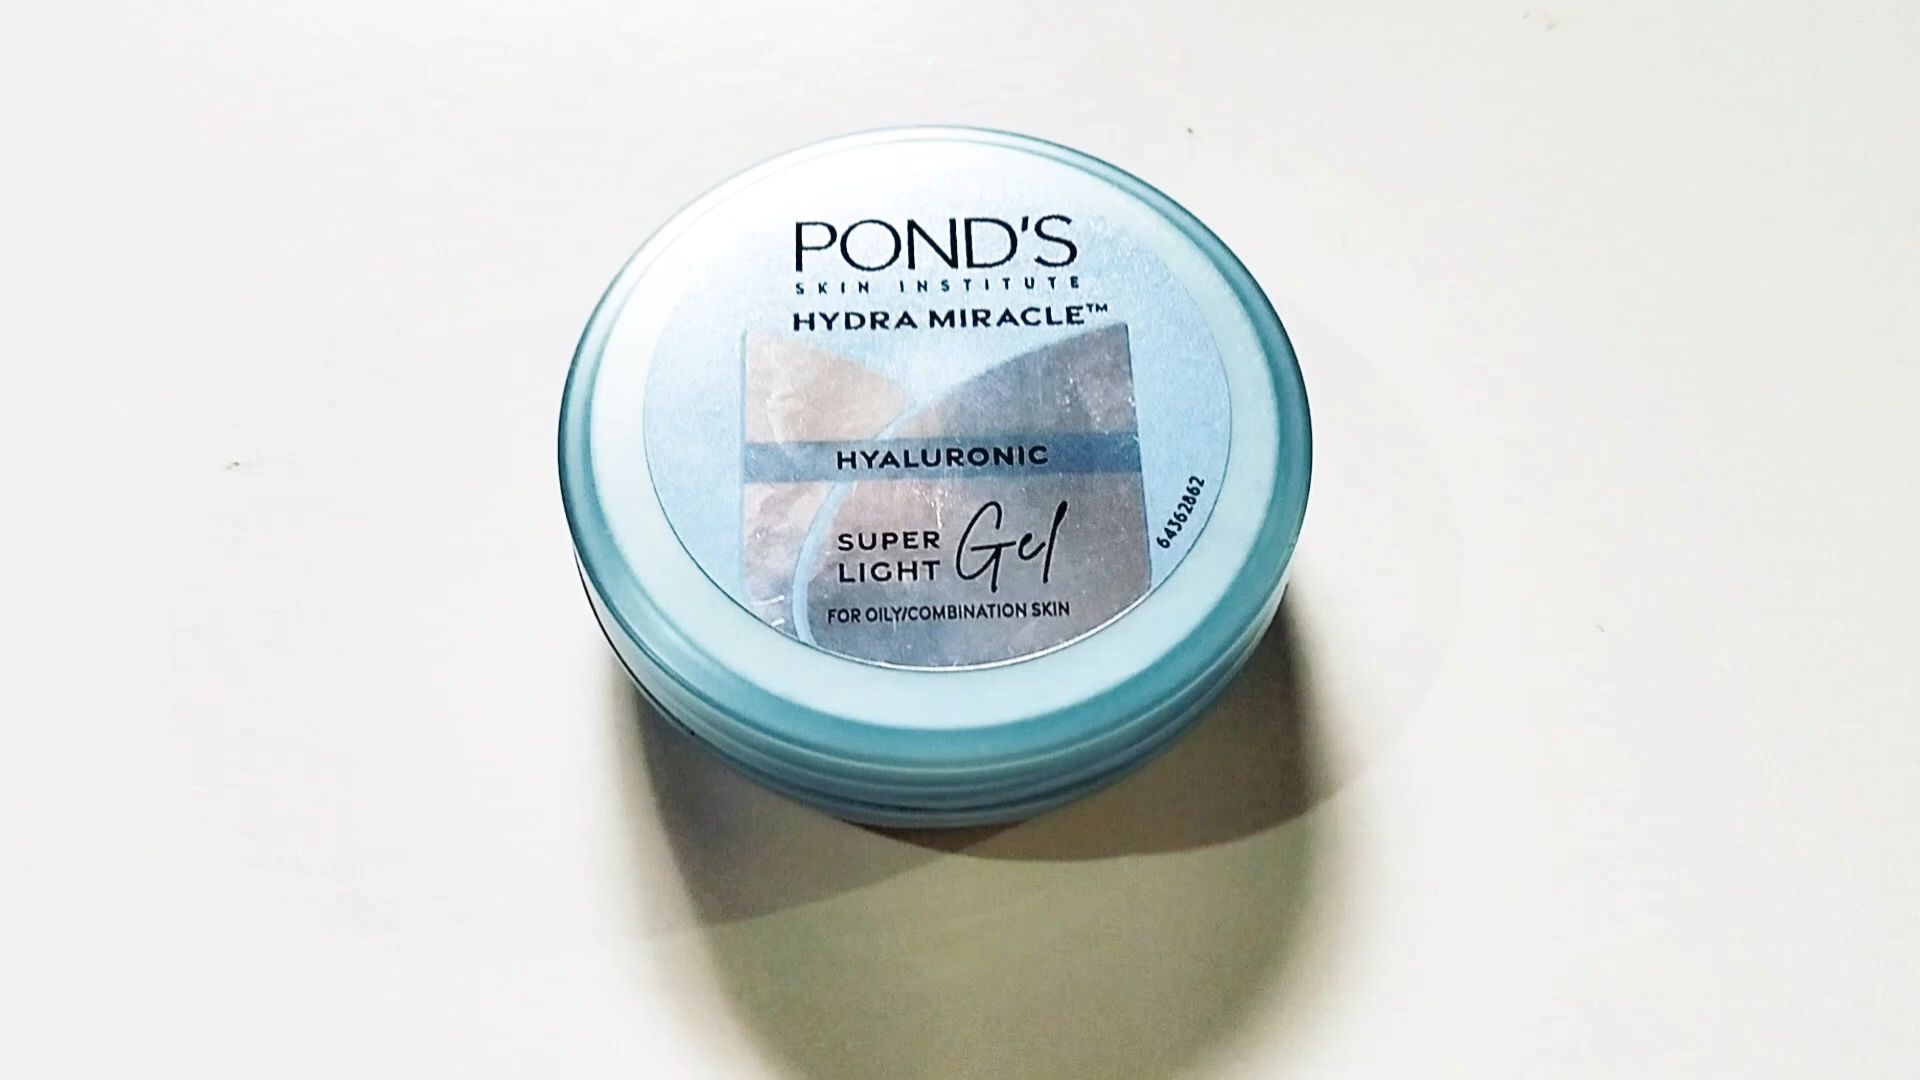 POND'S
SKIN INSTITUTE
HYDRA MIRACLE™
HYALURONIC
SUPER LIGHT Gel
FOR OILY/COMBINATION SKIN
64362862